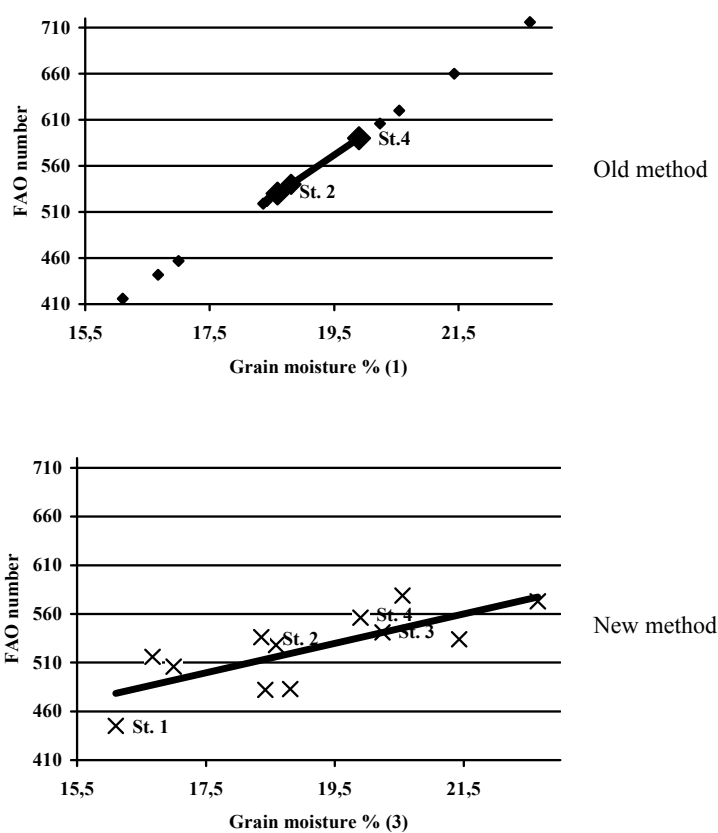 710
660
610
560
510
460
410
FAO number
St.4
St. 2
15,5 17,5 19,5 21,5
Grain moisture % (1)
Old method
710
660
610
560
510
460
410
FAO number
St. 4
St. 2 St. 3
St. 1
15,5 17,5 19,5 21,5
Grain moisture % (3)
New method